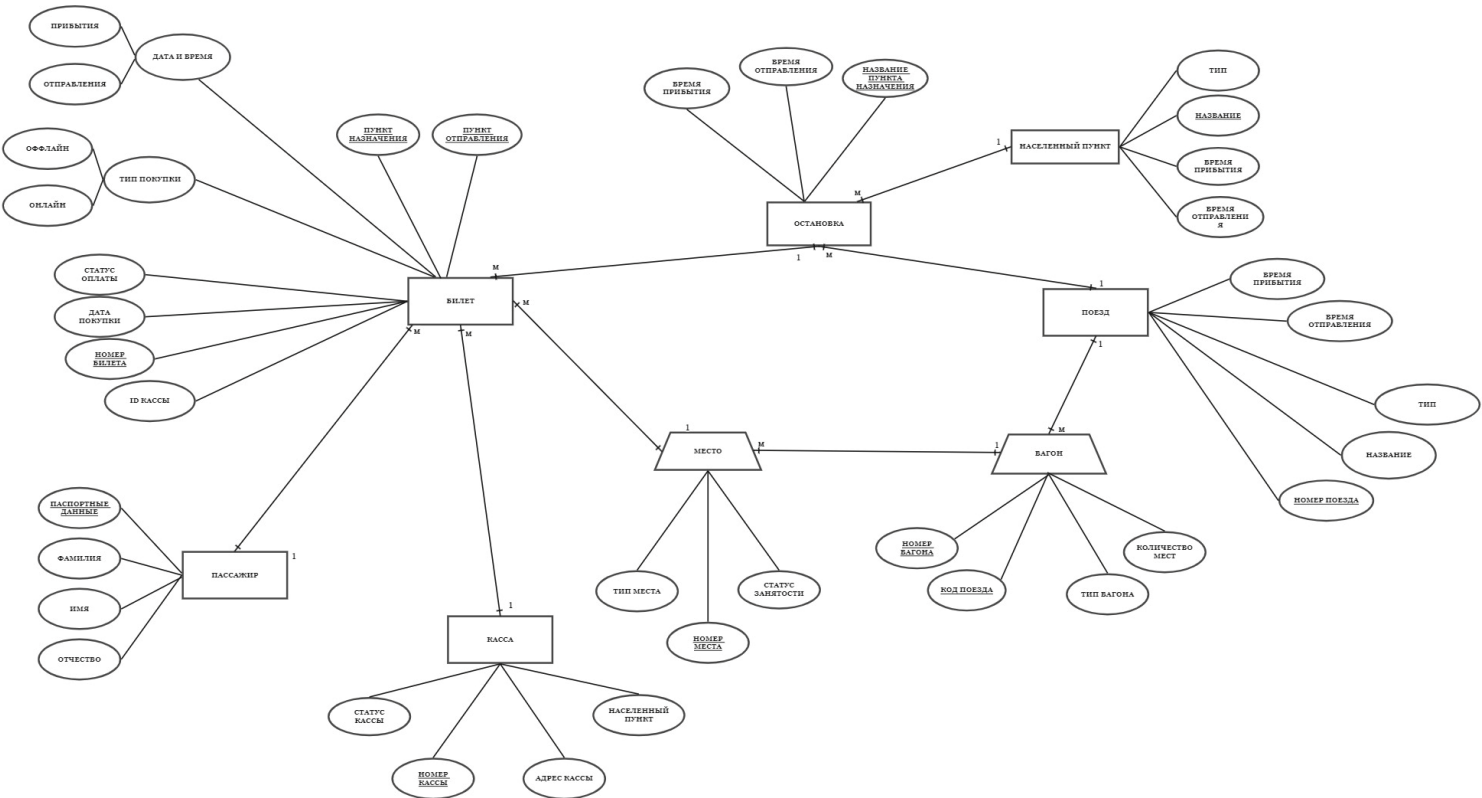 ПРИБЫТИЯ
ДАТА И ВРЕМЯ
ОТПРАВЛЕНИЯ
ОФФЛАЙН
ТИП ПОКУПКИ
ОНЛАЙН
ПУНКТ
НАЗНАЧЕНИЯ
ПУНКТ
ОТПРАВЛЕНИЯ
ВРЕМЯ
ПРИБЫТИЯ
ВРЕМЯ
ОТПРАВЛЕНИЯ
НАЗВАНИЕ
ПУНКТА
НАЗНАЧЕНИЯ
1
НАСЕЛЕННЫЙ ПУНКТ
ТИП
НАЗВАНИЕ
ВРЕМЯ
ПРИБЫТИЯ
ВРЕМЯ
ОТПРАВЛЕНИ
Я
М
ОСТАНОВКА
1
М
СТАТУС
ОПЛАТЫ
ДАТА
ПОКУПКИ
НОМЕР
БИЛЕТА
ID КАССЫ
М
БИЛЕТ
М
М
М
1
ПОЕЗД
1
ВРЕМЯ
ПРИБЫТИЯ
ВРЕМЯ
ОТПРАВЛЕНИЯ
ТИП
НАЗВАНИЕ
НОМЕР ПОЕЗДА
1
МЕСТО
М
1
ВАГОН
М
ТИП МЕСТА
НОМЕР
МЕСТА
СТАТУС
ЗАНЯТОСТИ
НОМЕР
ВАГОНА
КОД ПОЕЗДА
ТИП ВАГОНА
КОЛИЧЕСТВО
МЕСТ
ПАСПОРТНЫЕ
ДАННЫЕ
ФАМИЛИЯ
ИМЯ
ОТЧЕСТВО
ПАССАЖИР
1
1
КАССА
СТАТУС
КАССЫ
НОМЕР
КАССЫ
АДРЕС КАССЫ
НАСЕЛЕННЫЙ
ПУНКТ